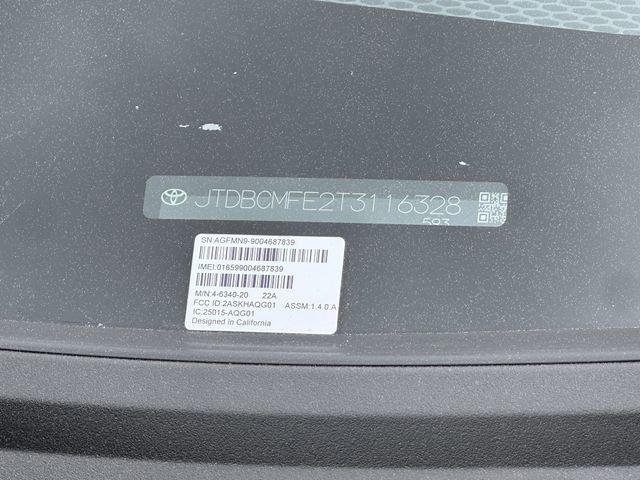 JTDBCMFE2T3116328
593
SN:AGFMN9-9004687839
IMEI:016599004687839
M/N:4-6340-20 22A
FCC ID:2ASKHAQG01 ASSM:1.4.0.A
IC:25015-AQG01
Designed in California